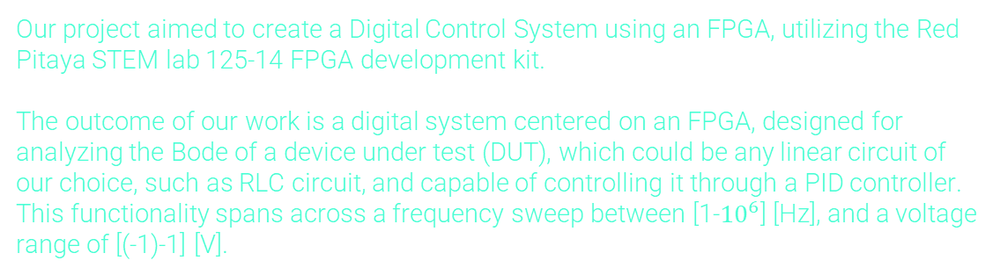 Our project aimed to create a Digital Control System using an FPGA, utilizing the Red
Pitaya STEM lab 125-14 FPGA development kit.
The outcome of our work is a digital system centered on an FPGA, designed for
analyzing the Bode of a device under test (DUT), which could be any linear circuit of
our choice, such as RLC circuit, and capable of controlling it through a PID controller.
This functionality spans across a frequency sweep between [1-10⁶] [Hz], and a voltage
range of [(-1)-1] [V].